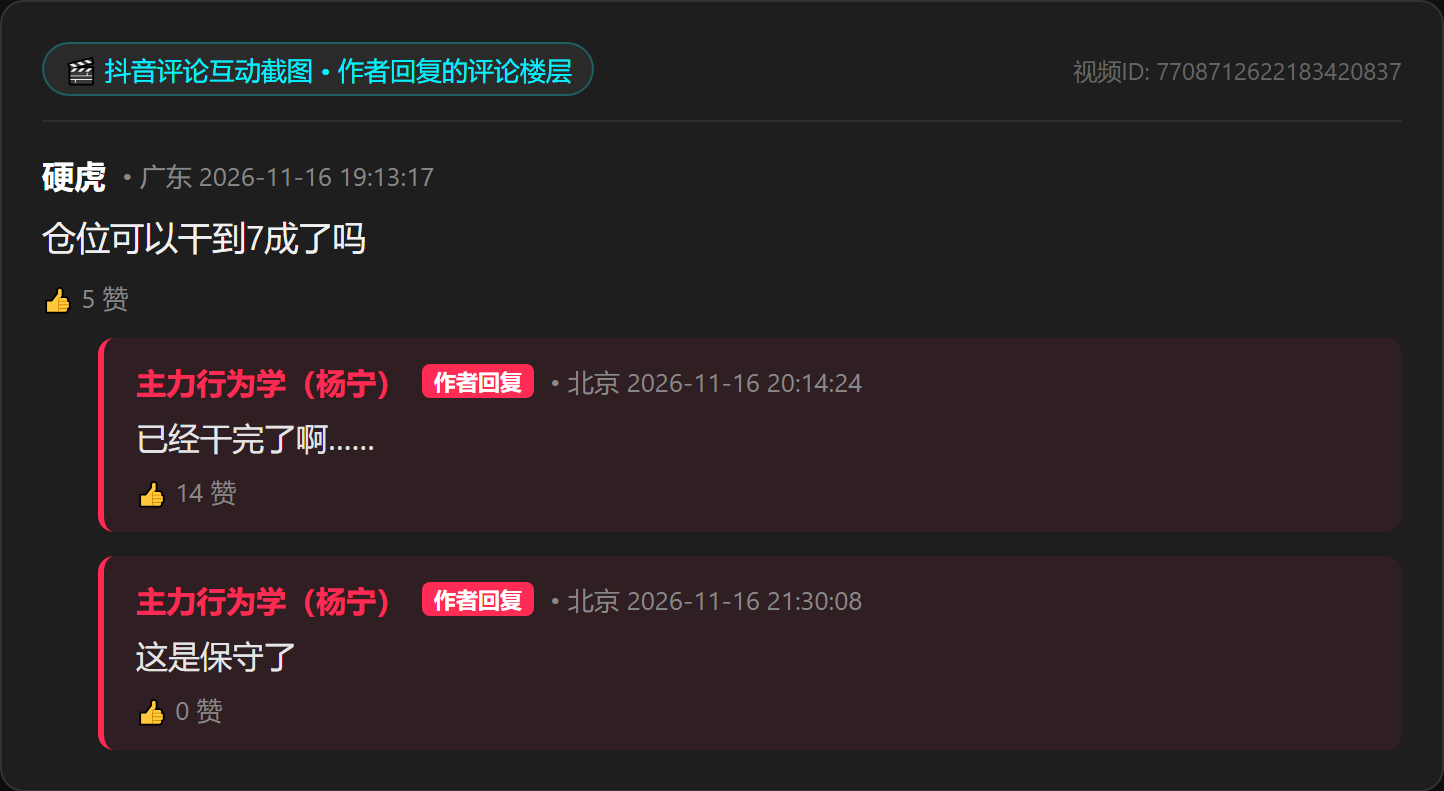 🎬 抖音评论互动截图 • 作者回复的评论楼层
视频ID: 7708712622183420837
硬虎 • 广东 2026-11-16 19:13:17
仓位可以干到7成了吗
👍 5 赞
主力行为学（杨宁） 作者回复 • 北京 2026-11-16 20:14:24
已经干完了啊......
👍 14 赞
主力行为学（杨宁） 作者回复 • 北京 2026-11-16 21:30:08
这是保守了
👍 0 赞